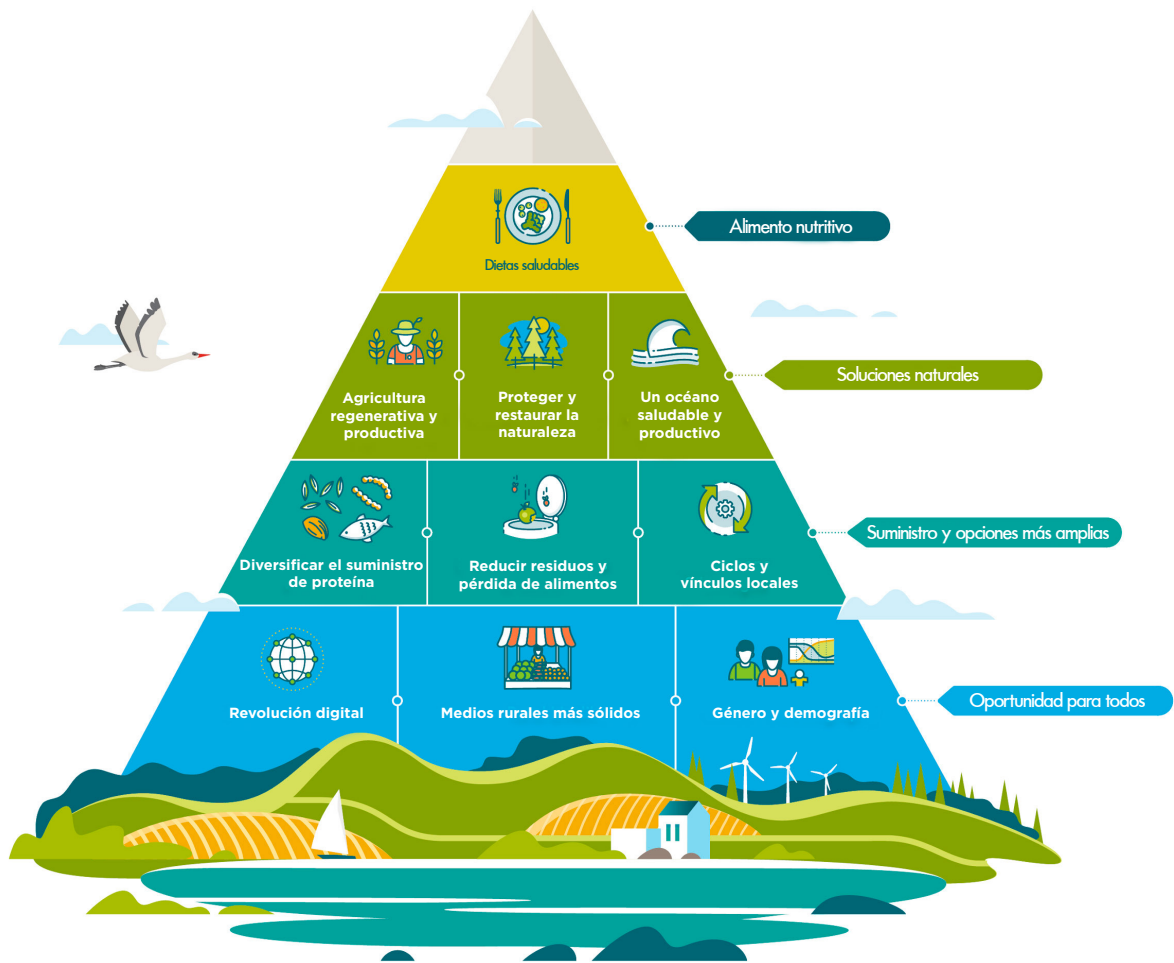 Alimento nutritivo
Dietas saludables
Soluciones naturales
Agricultura
regenerativa y
productiva
Proteger y
restaurar la
naturaleza
Un océano
saludable y
productivo
Suministro y opciones más amplias
Diversificar el suministro
de proteína
Reducir residuos y
pérdida de alimentos
Ciclos y
vínculos locales
Oportunidad para todos
Revolución digital
Medios rurales más sólidos
Género y demografía